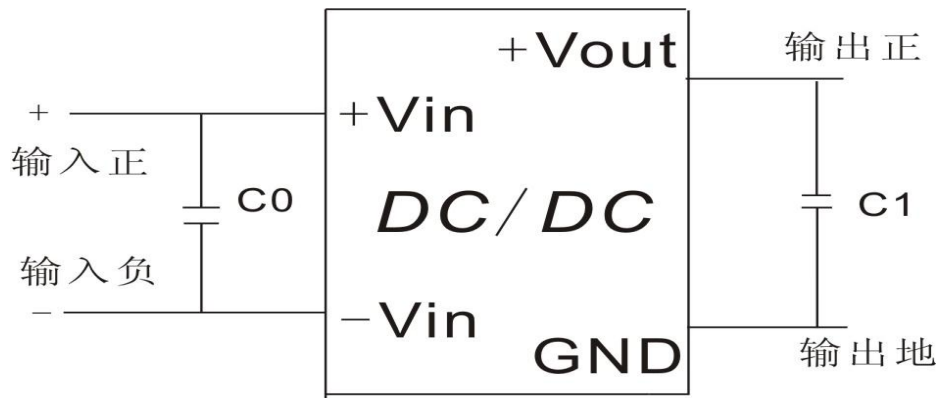 +Vout
输出正
+
+Vin
输入正
C0
DC/DC
C1
输入负
−
−Vin
GND
输出地